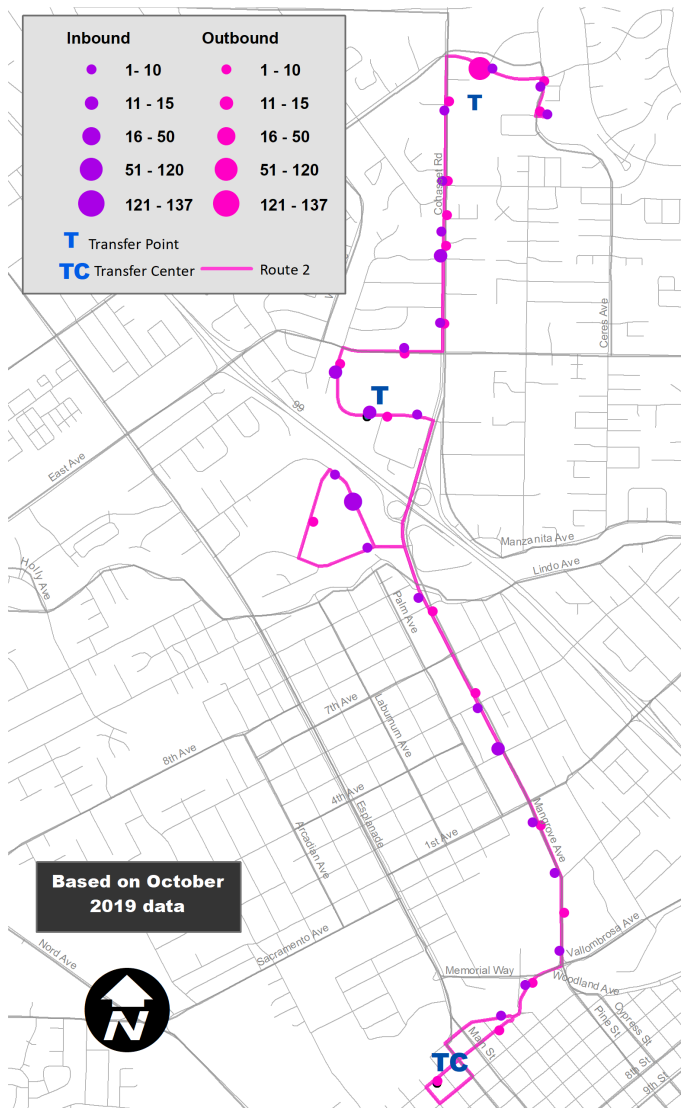 Inbound Outbound
1- 10 1 - 10
11 - 15 11 - 15
16 - 50 16 - 50
51 - 120 51 - 120
121 - 137 121 - 137
T Transfer Point
TC Transfer Center Route 2
T
Cohasset Rd
Ceres Ave
T
99
East Ave
Manzanita Ave
Lindo Ave
Holly Ave
Palm Ave
7th Ave
Laburnum Ave
8th Ave
4th Ave
Esplanade
Mangrove Ave
Arcadian Ave
1st Ave
Based on October
2019 data
Sacramento Ave
Nord Ave
Vallombrosa Ave
Memorial Way
Woodland Ave
N
Cypress St
Pine St
Main St
TC
8th St
9th St